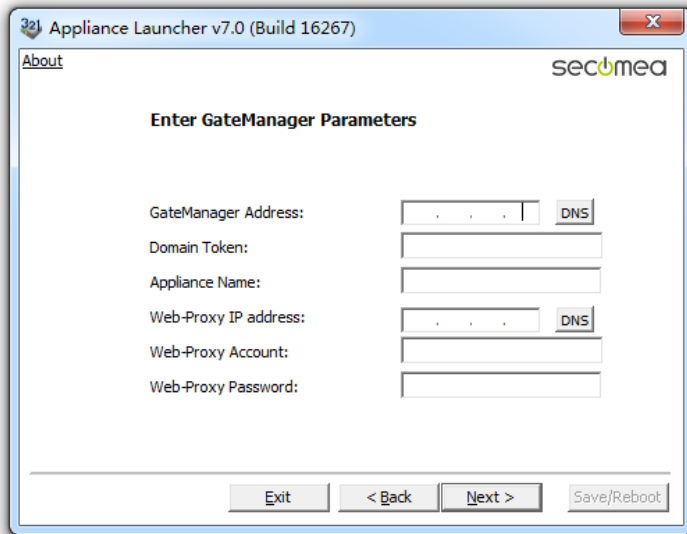 Appliance Launcher v7.0 (Build 16267)
About
secomea
Enter GateManager Parameters
GateManager Address: . . . DNS
Domain Token:
Appliance Name:
Web-Proxy IP address: . . . DNS
Web-Proxy Account:
Web-Proxy Password:
Exit < Back Next > Save/Reboot